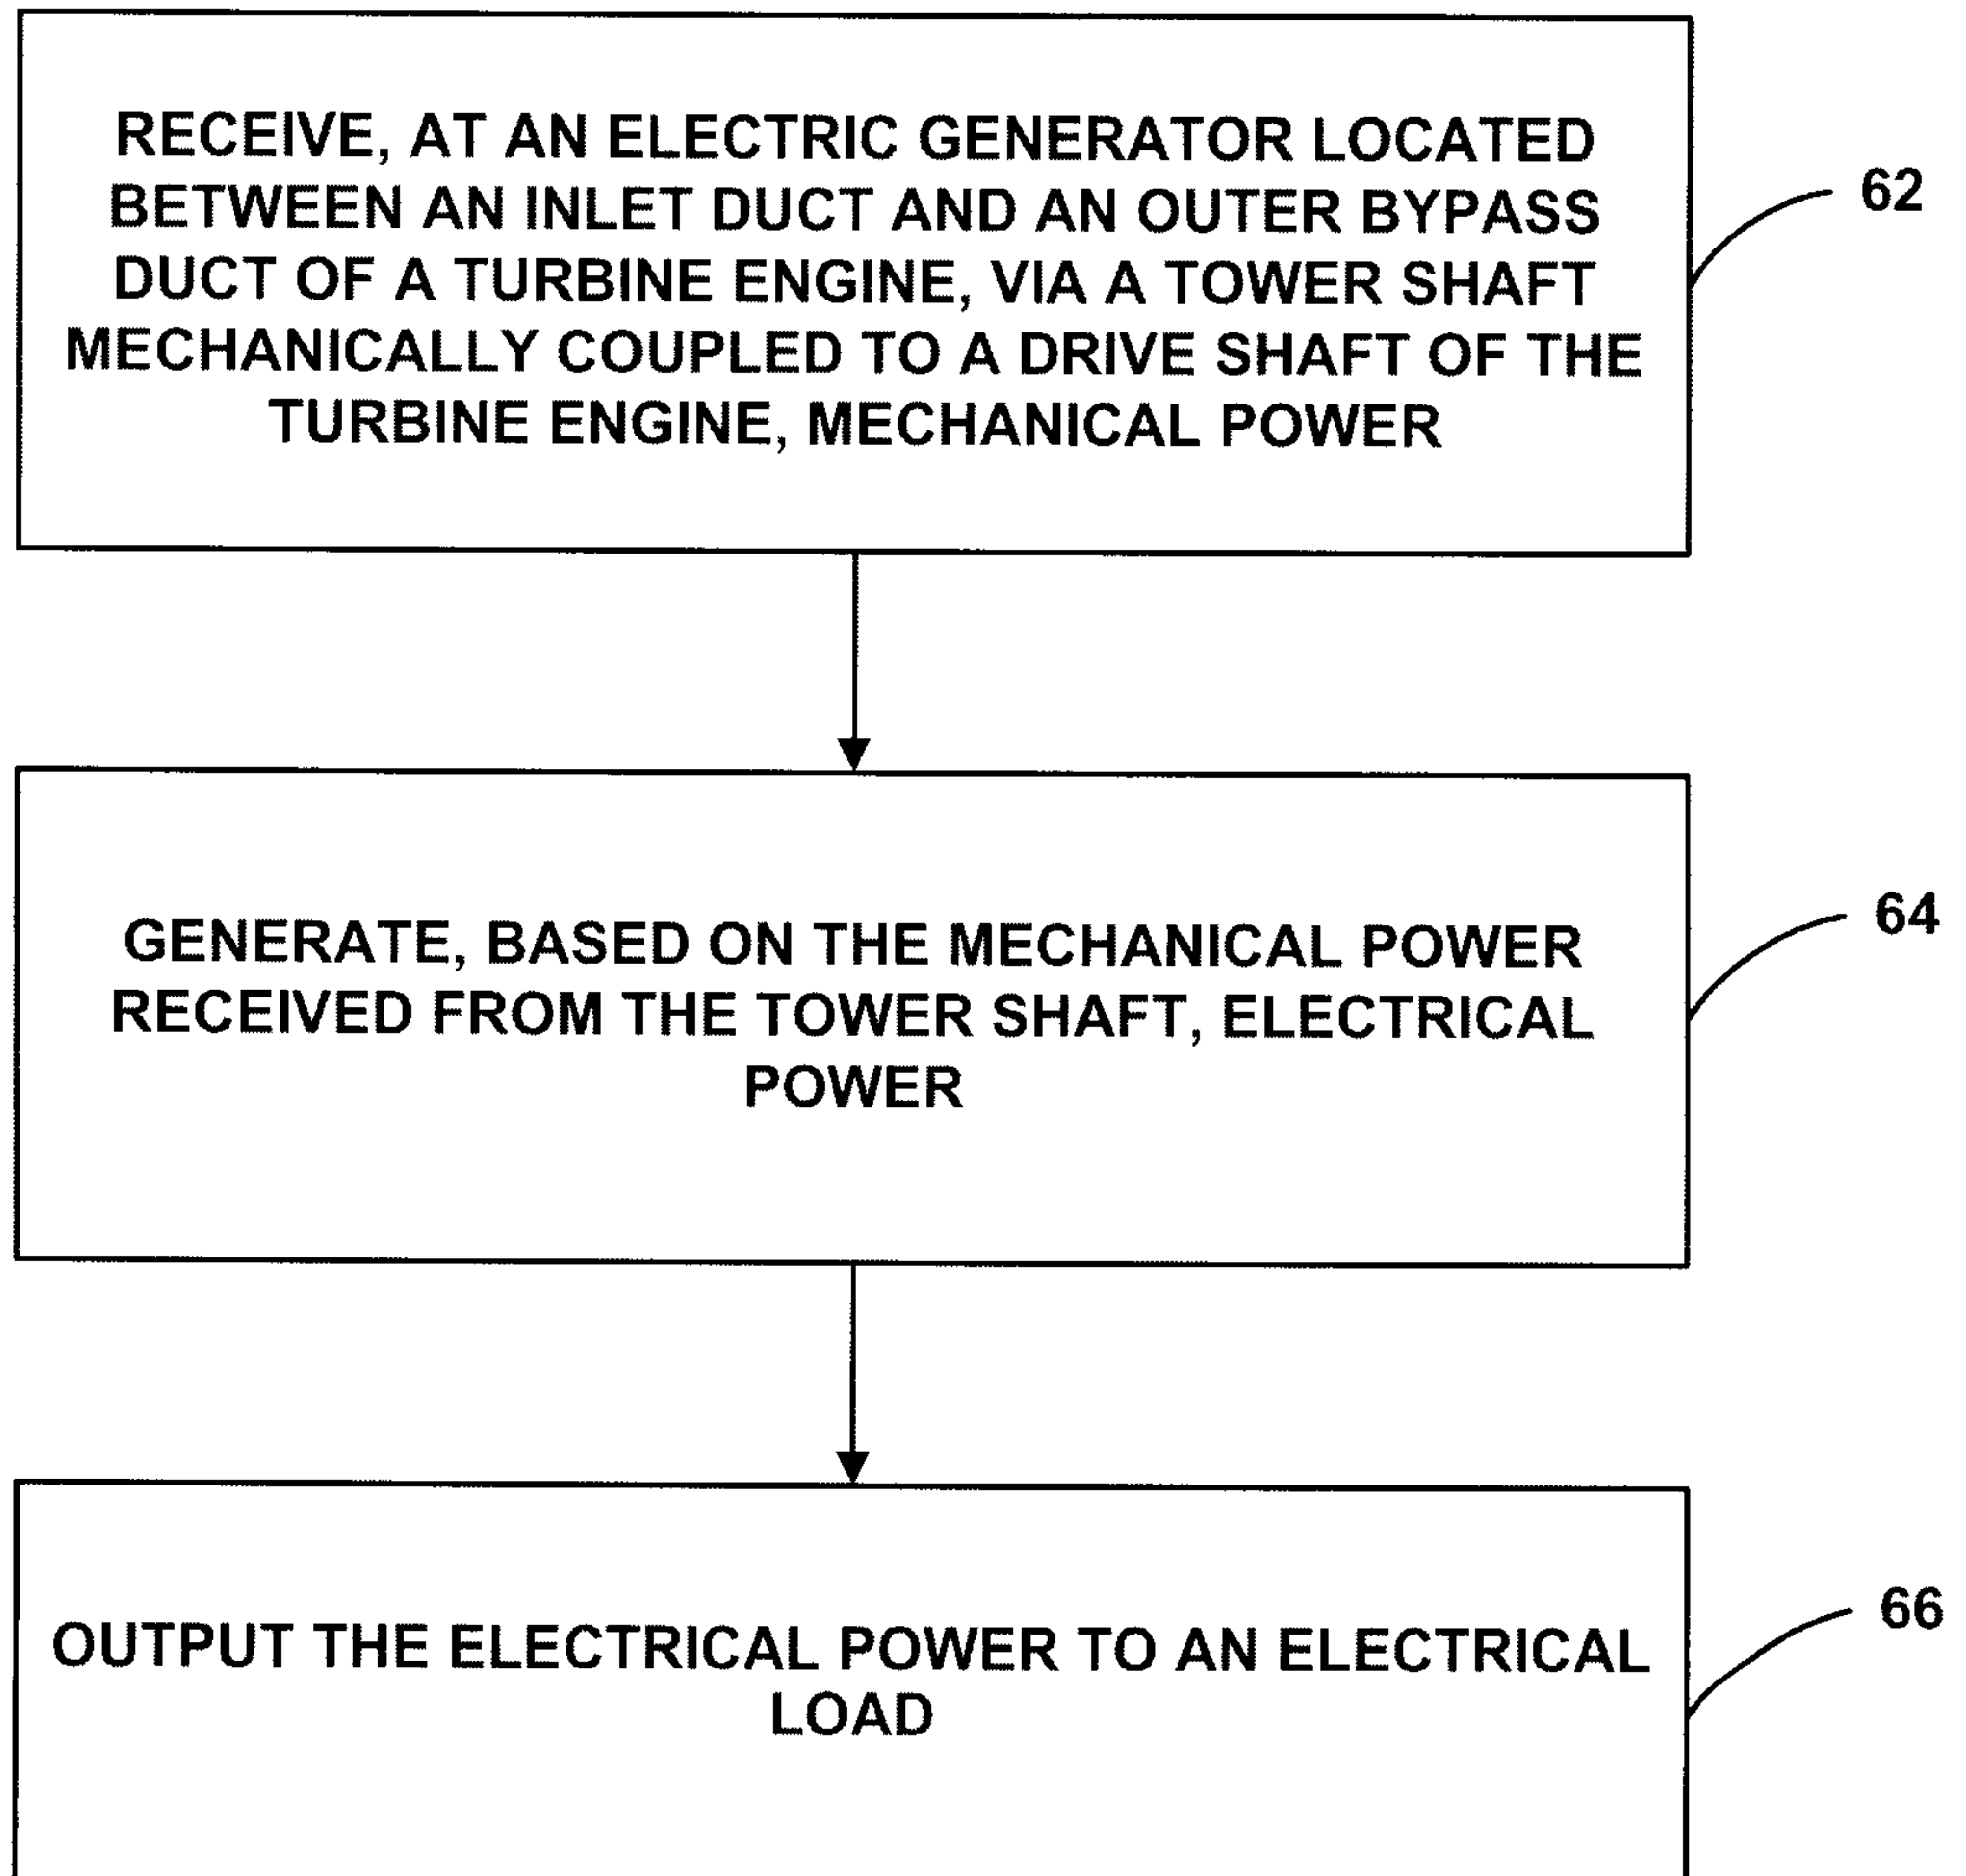 RECEIVE, AT AN ELECTRIC GENERATOR LOCATED
BETWEEN AN INLET DUCT AND AN OUTER BYPASS
DUCT OF A TURBINE ENGINE, VIA A TOWER SHAFT
MECHANICALLY COUPLED TO A DRIVE SHAFT OF THE
TURBINE ENGINE, MECHANICAL POWER
62
GENERATE, BASED ON THE MECHANICAL POWER
RECEIVED FROM THE TOWER SHAFT, ELECTRICAL
POWER
64
OUTPUT THE ELECTRICAL POWER TO AN ELECTRICAL
LOAD
66